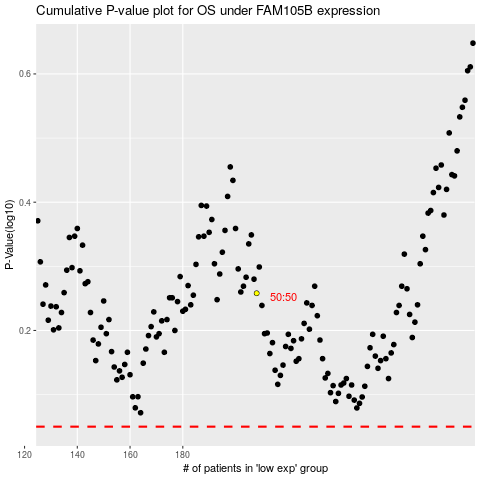 Cumulative P-value plot for OS under FAM105B expression
P-Value(log10)
0.6
0.4
0.2
50:50
120 140 160 180
# of patients in 'low exp' group